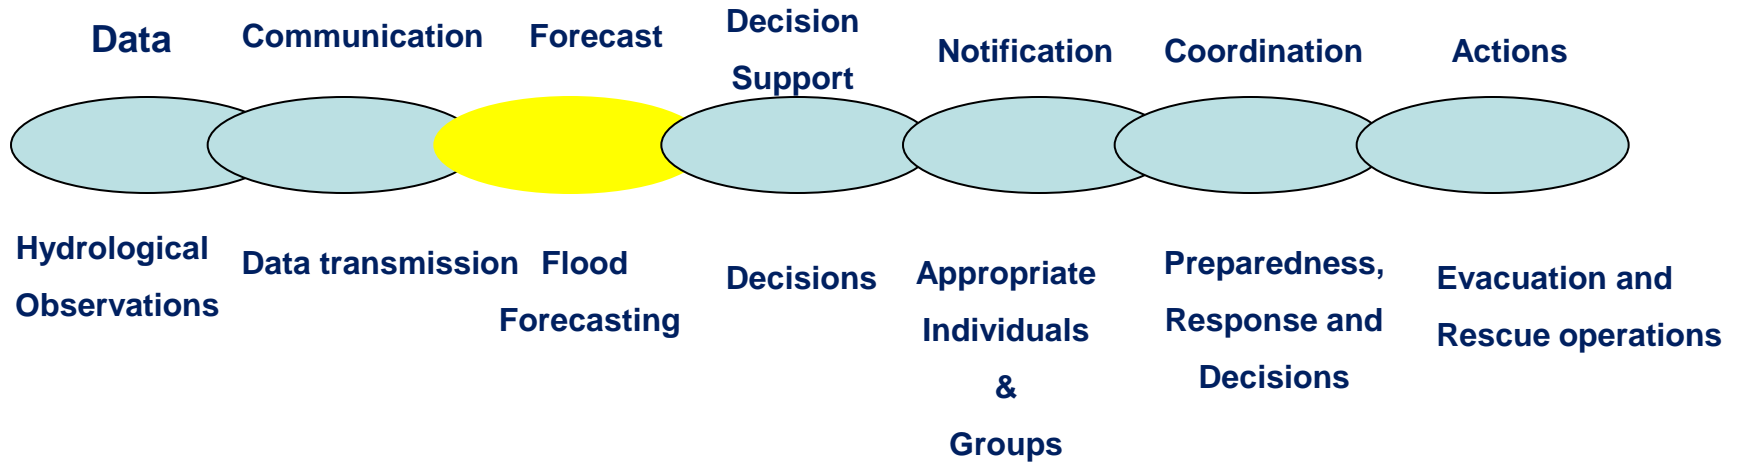 Data
Communication
Forecast
Decision
Support
Notification
Coordination
Actions
Hydrological
Observations
Data transmission
Flood
Forecasting
Decisions
Appropriate
Individuals
&
Groups
Preparedness,
Response and
Decisions
Evacuation and
Rescue operations